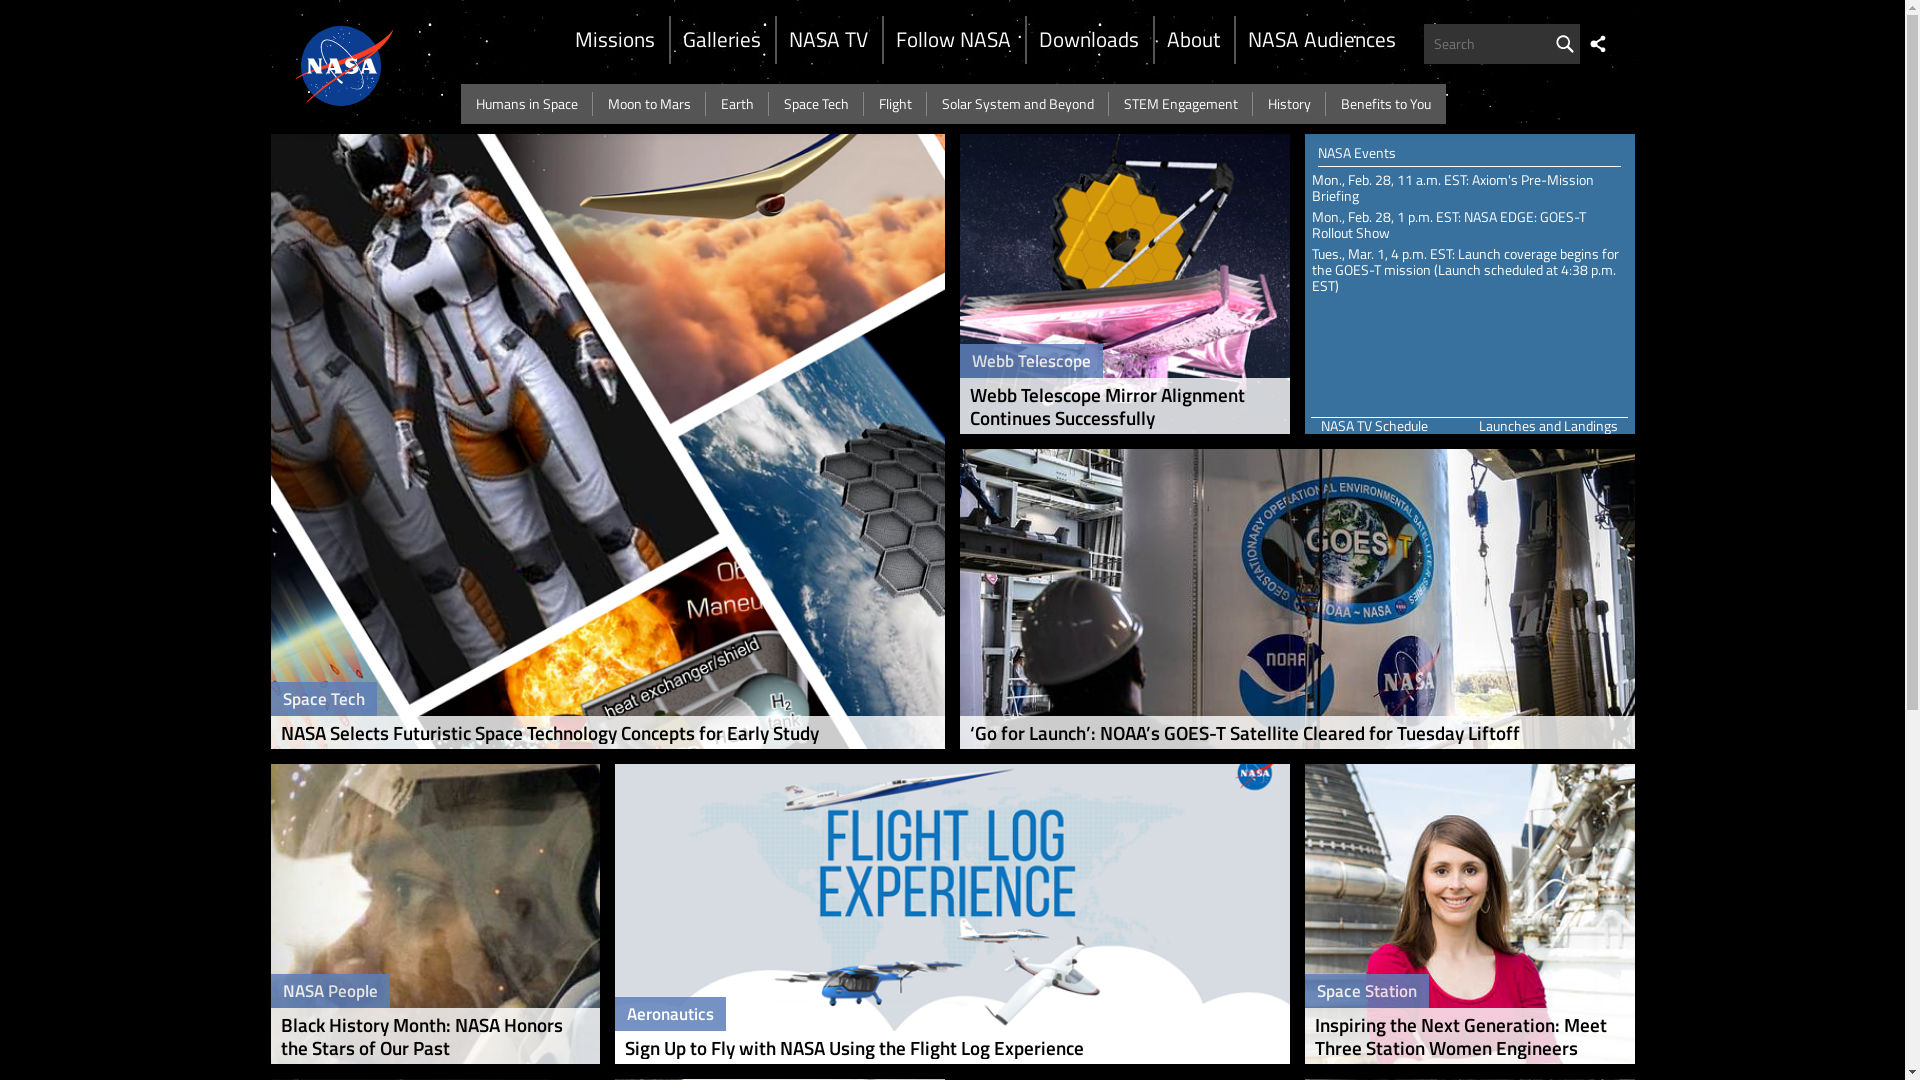 NASA
Missions
Galleries
NASA TV
Follow NASA
Downloads
About
NASA Audiences
Search
Humans in Space
Moon to Mars
Earth
Space Tech
Flight
Solar System and Beyond
STEM Engagement
History
Benefits to You
heat exchanger/shield
H2
Space Tech
NASA Selects Futuristic Space Technology Concepts for Early Study
Webb Telescope
Webb Telescope Mirror Alignment
Continues Successfully
NASA Events
Mon., Feb. 28, 11 a.m. EST: Axiom's Pre-Mission
Briefing
Mon., Feb. 28, 1 p.m. EST: NASA EDGE: GOES-T
Rollout Show
Tues., Mar. 1, 4 p.m. EST: Launch coverage begins for
the GOES-T mission (Launch scheduled at 4:38 p.m.
EST)
NASA TV Schedule
Launches and Landings
GEOSTATIONARY OPERATIONAL ENVIRONMENTAL SATELLITE-R SERIES
GOES T
NOAA ~ NASA
NOAA
NASA
‘Go for Launch’: NOAA’s GOES-T Satellite Cleared for Tuesday Liftoff
NASA People
Black History Month: NASA Honors
the Stars of Our Past
NASA
FLIGHT LOG
EXPERIENCE
Aeronautics
Sign Up to Fly with NASA Using the Flight Log Experience
Space Station
Inspiring the Next Generation: Meet
Three Station Women Engineers